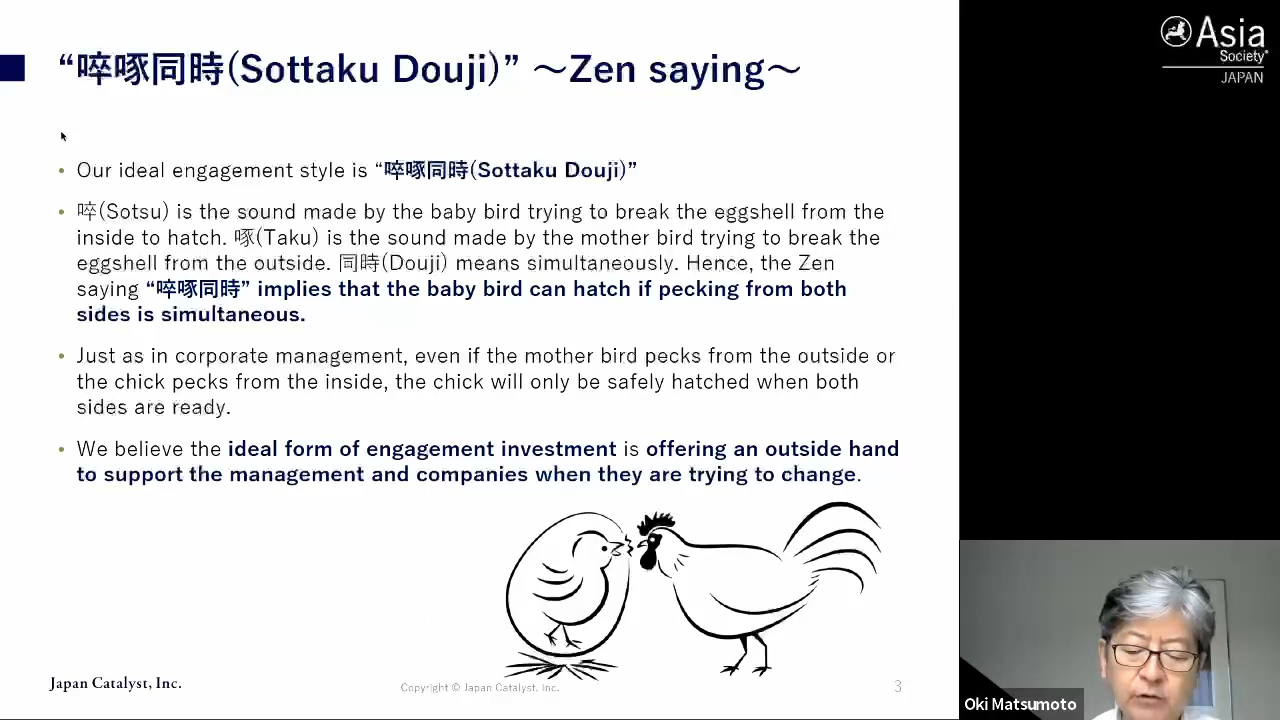 “啐啄同時(Sottaku Douji)” ～Zen saying～
• Our ideal engagement style is “啐啄同時(Sottaku Douji)”
• 啐(Sotsu) is the sound made by the baby bird trying to break the eggshell from the
inside to hatch. 啄(Taku) is the sound made by the mother bird trying to break the
eggshell from the outside. 同時(Douji) means simultaneously. Hence, the Zen
saying “啐啄同時” implies that the baby bird can hatch if pecking from both
sides is simultaneous.
• Just as in corporate management, even if the mother bird pecks from the outside or
the chick pecks from the inside, the chick will only be safely hatched when both
sides are ready.
• We believe the ideal form of engagement investment is offering an outside hand
to support the management and companies when they are trying to change.
Japan Catalyst, Inc.
Copyright © Japan Catalyst, Inc.
3
Asia
Society
JAPAN
Oki Matsumoto